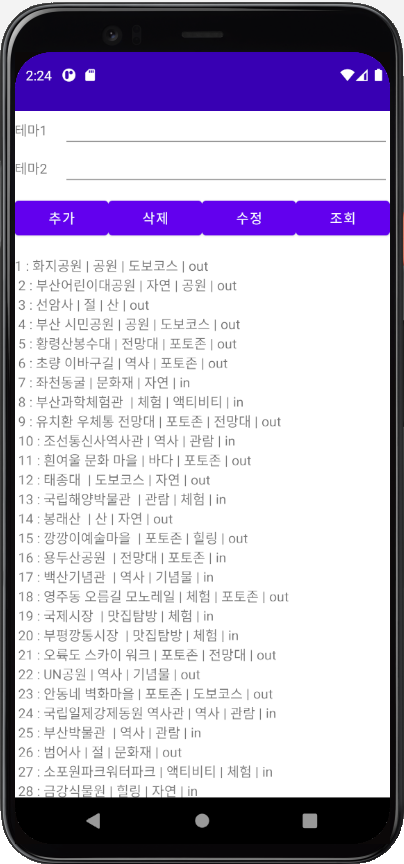 2:24
테마1
테마2
추가 삭제 수정 조회
1 : 화지공원 | 공원 | 도보코스 | out
2 : 부산어린이대공원 | 자연 | 공원 | out
3 : 선암사 | 절 | 산 | out
4 : 부산 시민공원 | 공원 | 도보코스 | out
5 : 황령산봉수대 | 전망대 | 포토존 | out
6 : 초량 이바구길 | 역사 | 포토존 | out
7 : 좌천동굴 | 문화재 | 자연 | in
8 : 부산과학체험관 | 체험 | 액티비티 | in
9 : 유치환 우체통 전망대 | 포토존 | 전망대 | out
10 : 조선통신사역사관 | 역사 | 관람 | in
11 : 흰여울 문화 마을 | 바다 | 포토존 | out
12 : 태종대 | 도보코스 | 자연 | out
13 : 국립해양박물관 | 관람 | 체험 | in
14 : 봉래산 | 산 | 자연 | out
15 : 깡깡이예술마을 | 포토존 | 힐링 | out
16 : 용두산공원 | 전망대 | 포토존 | in
17 : 백산기념관 | 역사 | 기념물 | in
18 : 영주동 오름길 모노레일 | 체험 | 포토존 | out
19 : 국제시장 | 맛집탐방 | 체험 | in
20 : 부평깡통시장 | 맛집탐방 | 체험 | in
21 : 오륙도 스카이 워크 | 포토존 | 전망대 | out
22 : UN공원 | 역사 | 기념물 | out
23 : 안동네 벽화마을 | 포토존 | 도보코스 | out
24 : 국립일제강제동원 역사관 | 역사 | 관람 | in
25 : 부산박물관 | 역사 | 관람 | in
26 : 범어사 | 절 | 문화재 | out
27 : 소포원파크워터파크 | 액티비티 | 체험 | in
28 : 금강식물원 | 힐링 | 자연 | in